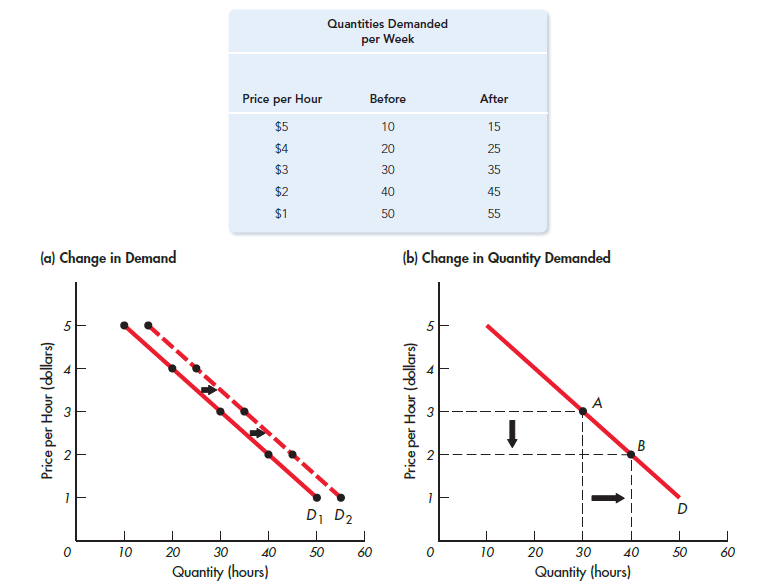 Quantities Demanded
per Week
Price per Hour Before After
$5 10 15
$4 20 25
$3 30 35
$2 40 45
$1 50 55
(a) Change in Demand
Price per Hour (dollars)
5
4
3
2
1
0 10 20 30 40 50 60
D1 D2
Quantity (hours)
(b) Change in Quantity Demanded
Price per Hour (dollars)
5
4
3
2
1
0 10 20 30 40 50 60
A
B
D
Quantity (hours)